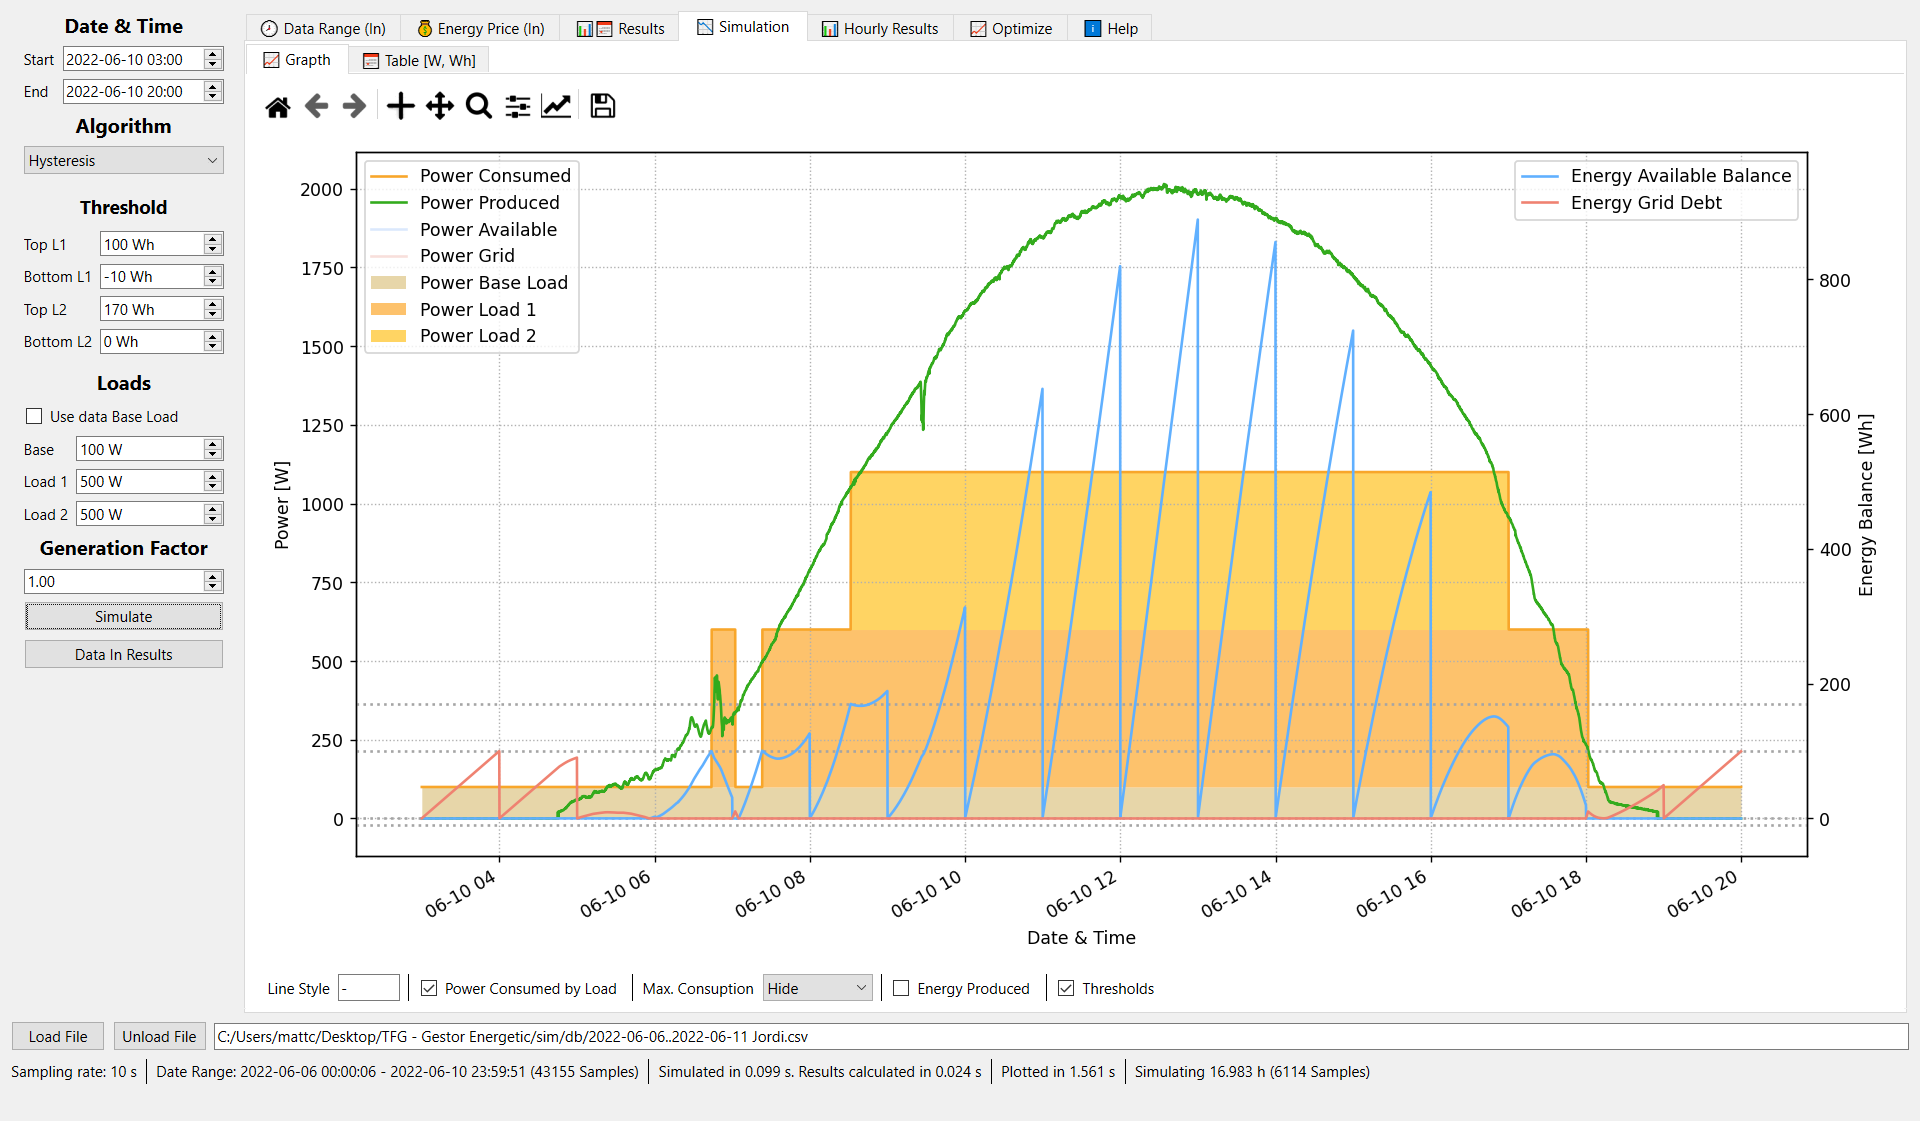 Date & Time
Start 2022-06-10 03:00
End 2022-06-10 20:00
Algorithm
Hysteresis
Threshold
Top L1 100 Wh
Bottom L1 -10 Wh
Top L2 170 Wh
Bottom L2 0 Wh
Loads
Use data Base Load
Base 100 W
Load 1 500 W
Load 2 500 W
Generation Factor
1.00
Simulate
Data In Results
Data Range (In) Energy Price (In) Results Simulation Hourly Results Optimize Help
Graph Table [W, Wh]
Power Consumed
Power Produced
Power Available
Power Grid
Power Base Load
Power Load 1
Power Load 2
Energy Available Balance
Energy Grid Debt
Power [W]
2000
1750
1500
1250
1000
750
500
250
0
Energy Balance [Wh]
800
600
400
200
0
06-10 04 06-10 06 06-10 08 06-10 10 06-10 12 06-10 14 06-10 16 06-10 18 06-10 20
Date & Time
Line Style - Power Consumed by Load Max. Consuption Hide Energy Produced Thresholds
Load File Unload File C:/Users/mattc/Desktop/TFG - Gestor Energetic/sim/db/2022-06-06..2022-06-11 Jordi.csv
Sampling rate: 10 s Date Range: 2022-06-06 00:00:06 - 2022-06-10 23:59:51 (43155 Samples) Simulated in 0.099 s. Results calculated in 0.024 s Plotted in 1.561 s Simulating 16.983 h (6114 Samples)